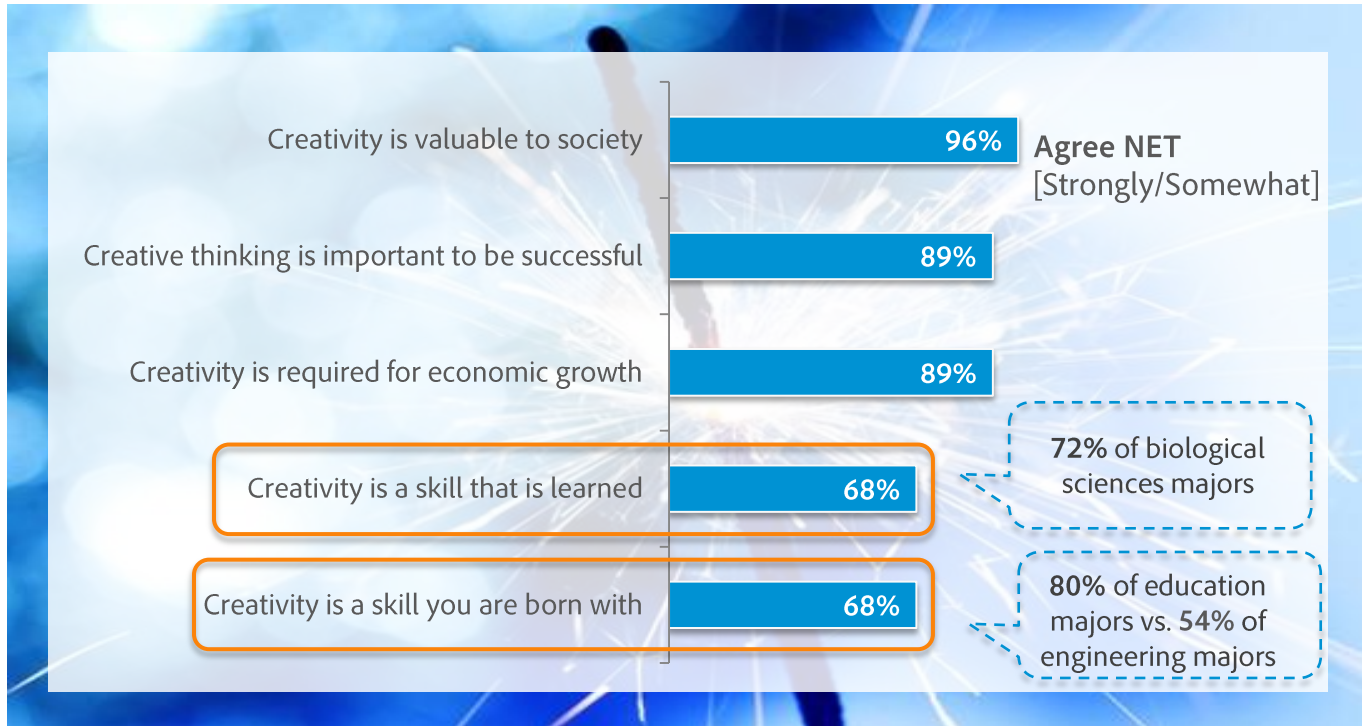 Creativity is valuable to society
96%
Agree NET
[Strongly/Somewhat]
Creative thinking is important to be successful
89%
Creativity is required for economic growth
89%
Creativity is a skill that is learned
68%
72% of biological
sciences majors
Creativity is a skill you are born with
68%
80% of education
majors vs. 54% of
engineering majors